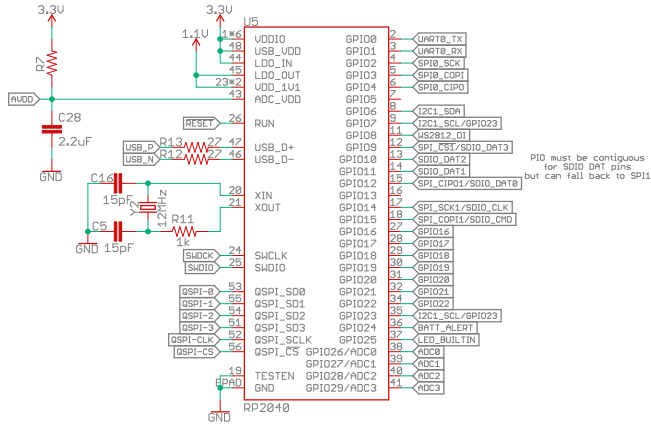 3.3V
3.3V
U5
1.1V
R7
AVDD
C28
2.2uF
GND
1*6 VDDIO
48 USB_VDD
44 LDO_IN
45 LDO_OUT
23*2 VDD_1V1
43 ADC_VDD
RESET 26 RUN
USB_P R13 27 47 USB_D+
USB_N R12 27 46 USB_D-
C16
15pF
20 XIN
21 XOUT
Y2
12MHz
C5
15pF
R11
1k
GND
SWDCK 24 SWCLK
SWDIO 25 SWDIO
QSPI-0 53 QSPI_SD0
QSPI-1 55 QSPI_SD1
QSPI-2 54 QSPI_SD2
QSPI-3 51 QSPI_SD3
QSPI-CLK 52 QSPI_SCLK
QSPI-CS 56 QSPI_CS
19 TESTEN
EPAD GND
GND
RP2040
GPIO0 2 UART0_TX
GPIO1 3 UART0_RX
GPIO2 4 SPI0_SCK
GPIO3 5 SPI0_COPI
GPIO4 6 SPI0_CIPO
GPIO5 7
GPIO6 8 I2C1_SDA
GPIO7 9 I2C1_SCL/GPIO23
GPIO8 11 WS2812_DI
GPIO9 12 SPI_CS1/SDIO_DAT3
GPIO10 13 SDIO_DAT2
GPIO11 14 SDIO_DAT1
GPIO12 15 SPI_CIPO1/SDIO_DAT0
GPIO13 16
GPIO14 17 SPI_SCK1/SDIO_CLK
GPIO15 18 SPI_COPI1/SDIO_CMD
GPIO16 27 GPIO16
GPIO17 28 GPIO17
GPIO18 29 GPIO18
GPIO19 30 GPIO19
GPIO20 31 GPIO20
GPIO21 32 GPIO21
GPIO22 34 GPIO22
GPIO23 35 I2C1_SCL/GPIO23
GPIO24 36 BATT_ALERT
GPIO25 37 LED_BUILTIN
GPIO26/ADC0 38 ADC0
GPIO27/ADC1 39 ADC1
GPIO28/ADC2 40 ADC2
GPIO29/ADC3 41 ADC3
PIO must be contiguous
for SDIO DAT pins
but can fall back to SPI1